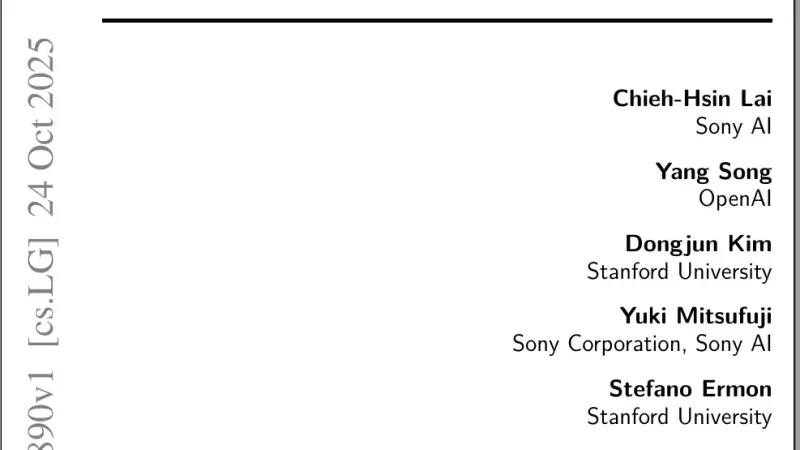 Chieh-Hsin Lai
Sony AI
Yang Song
OpenAI
Dongjun Kim
Stanford University
Yuki Mitsufuji
Sony Corporation, Sony AI
Stefano Ermon
Stanford University
890v1 [cs.LG] 24 Oct 2025